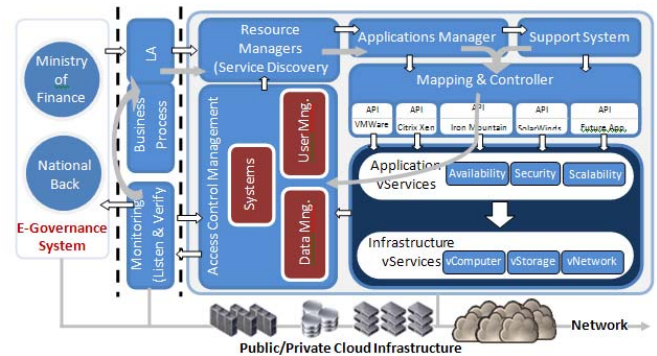 Ministry
of
Finance
National
Back
E-Governance
System
LA
Business
Process
Monitoring
(Listen & Verify)
Resource
Managers
(Service Discovery
Applications Manager
Support System
Mapping & Controller
API
VMWare
API
Citrix Xen
API
Iron Mountain
API
SolarWinds
API
Future App.
Access Control Management
Systems
User Mng.
Data Mng.
Application
vServices
Availability
Security
Scalability
Infrastructure
vServices
vComputer
vStorage
vNetwork
Network
Public/Private Cloud Infrastructure